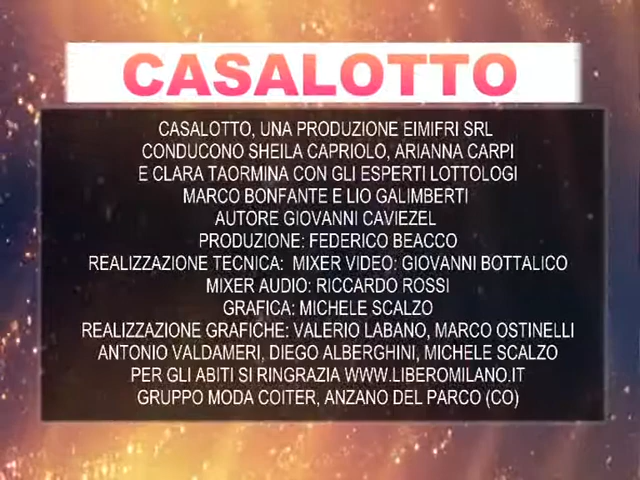 CASALOTTO
CASALOTTO, UNA PRODUZIONE EIMIFRI SRL
CONDUCONO SHEILA CAPRIOLO, ARIANNA CARPI
E CLARA TAORMINA CON GLI ESPERTI LOTTOLOGI
MARCO BONFANTE E LIO GALIMBERTI
AUTORE GIOVANNI CAVIEZEL
PRODUZIONE: FEDERICO BEACCO
REALIZZAZIONE TECNICA: MIXER VIDEO: GIOVANNI BOTTALICO
MIXER AUDIO: RICCARDO ROSSI
GRAFICA: MICHELE SCALZO
REALIZZAZIONE GRAFICHE: VALERIO LABANO, MARCO OSTINELLI
ANTONIO VALDAMERI, DIEGO ALBERGHINI, MICHELE SCALZO
PER GLI ABITI SI RINGRAZIA WWW.LIBEROMILANO.IT
GRUPPO MODA COITER, ANZANO DEL PARCO (CO)